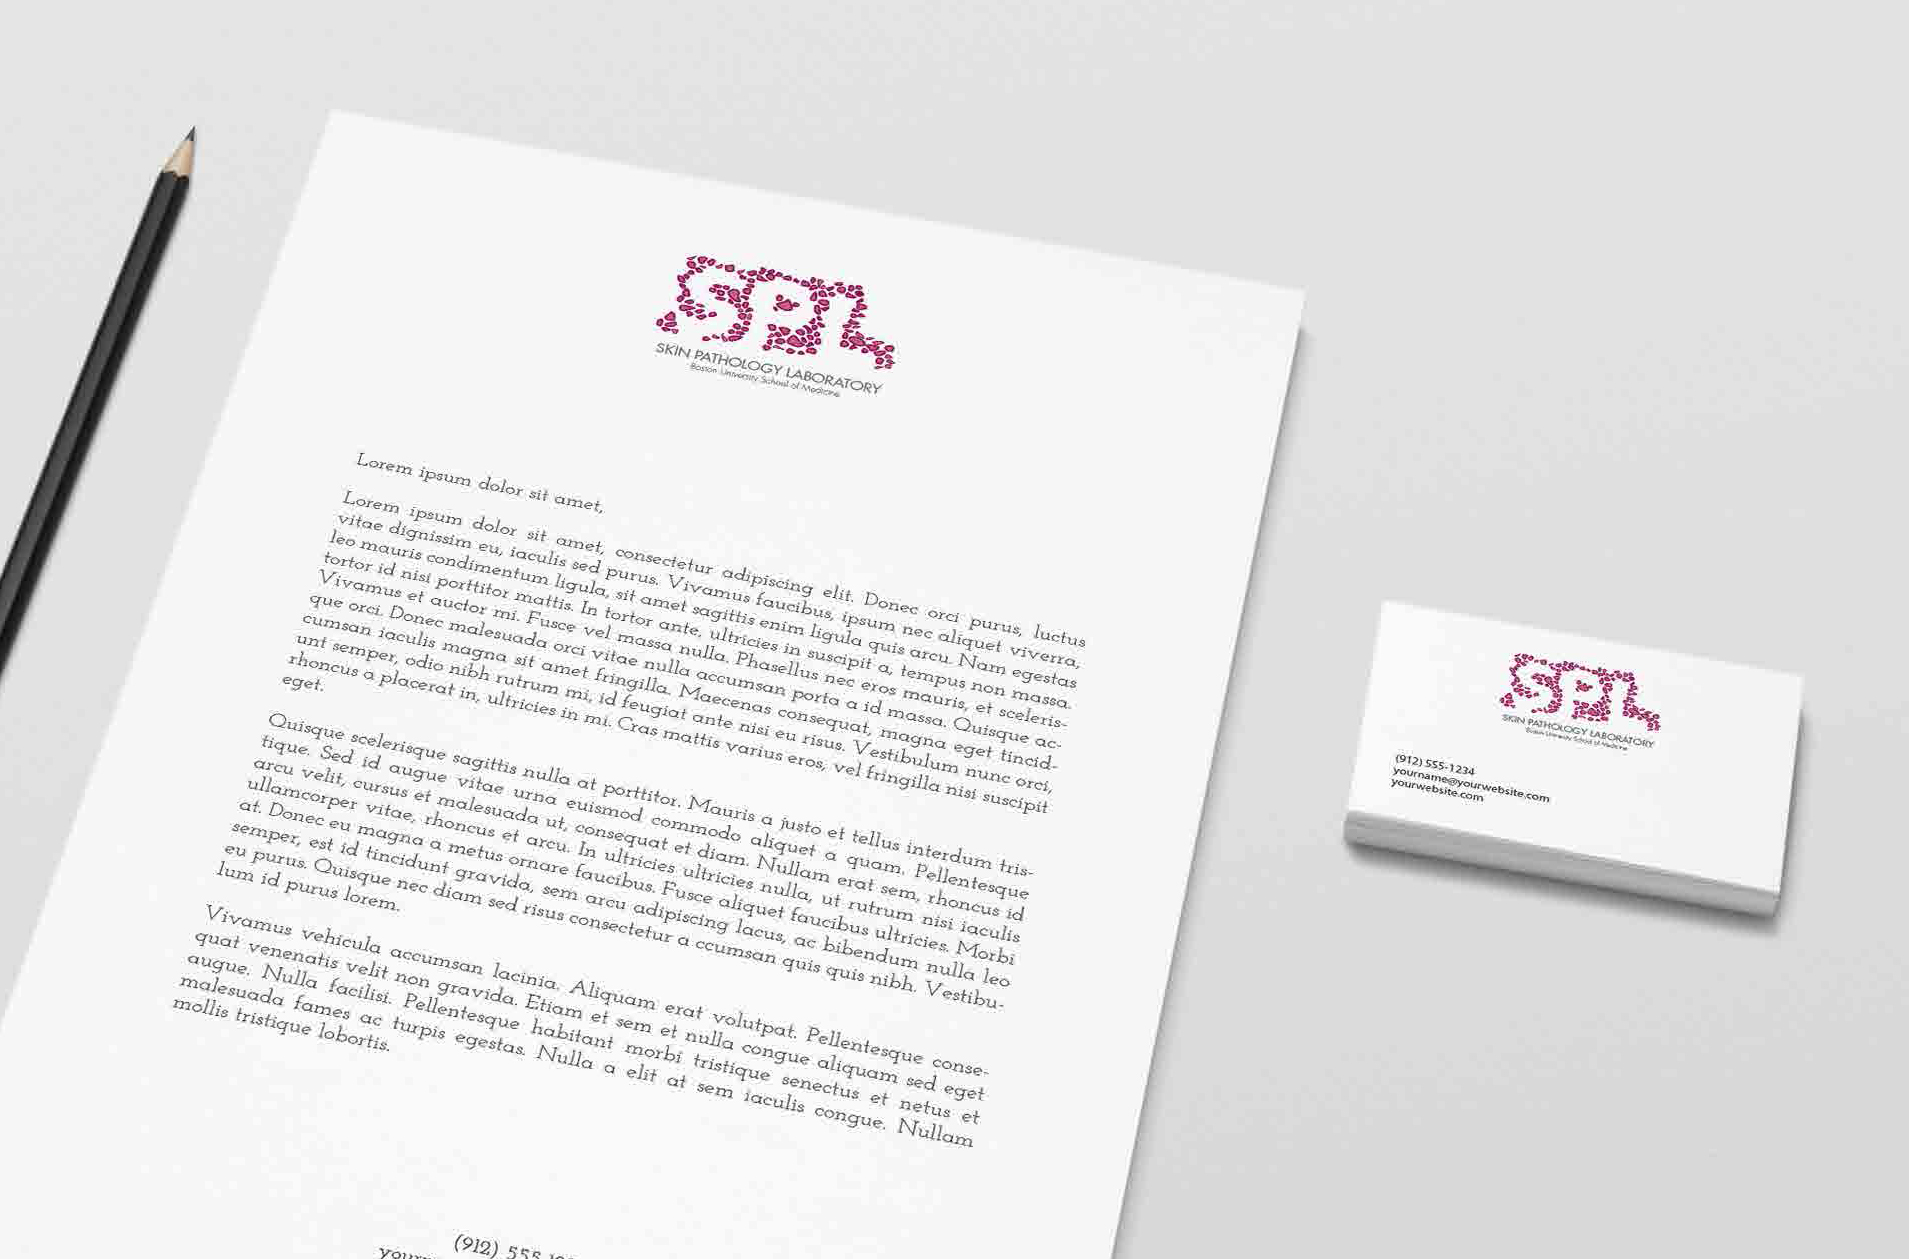 SPL
SKIN PATHOLOGY LABORATORY
Boston University School of Medicine
Lorem ipsum dolor sit amet,
Lorem ipsum dolor sit amet, consectetur adipiscing elit. Donec orci purus, luctus
vitae dignissim eu, iaculis sed purus. Vivamus faucibus, ipsum nec aliquet viverra,
leo mauris condimentum ligula, sit amet sagittis enim ligula quis arcu. Nam egestas
tortor id nisi porttitor mattis. In tortor ante, ultricies in suscipit a, tempus non massa.
Vivamus et auctor mi. Fusce vel massa nulla. Phasellus nec eros mauris, et sceleris-
que orci. Donec malesuada orci vitae nulla accumsan porta a id massa. Quisque ac-
cumsan iaculis magna sit amet fringilla. Maecenas consequat, magna eget tincid-
unt semper, odio nibh rutrum mi, id feugiat ante nisi eu risus. Vestibulum nunc orci,
rhoncus a placerat in, ultricies in mi. Cras mattis varius eros, vel fringilla nisi suscipit
eget.
Quisque scelerisque sagittis nulla at porttitor. Mauris a justo et tellus interdum tris-
tique. Sed id augue vitae urna euismod commodo aliquet a quam. Pellentesque
arcu velit, cursus et malesuada ut, consequat et diam. Nullam erat sem, rhoncus id
ullamcorper vitae, rhoncus et arcu. In ultricies ultricies nulla, ut rutrum nisi iaculis
at. Donec eu magna a metus ornare faucibus. Fusce aliquet faucibus ultricies. Morbi
semper, est id tincidunt gravida, sem arcu adipiscing lacus, ac bibendum nulla leo
eu purus. Quisque nec diam sed risus consectetur a ccumsan quis quis nibh. Vestibu-
lum id purus lorem.
Vivamus vehicula accumsan lacinia. Aliquam erat volutpat. Pellentesque conse-
quat venenatis velit non gravida. Etiam et sem et nulla congue aliquam sed eget
augue. Nulla facilisi. Pellentesque habitant morbi tristique senectus et netus et
malesuada fames ac turpis egestas. Nulla a elit at sem iaculis congue. Nullam
mollis tristique lobortis.
(912) 555
SPL
SKIN PATHOLOGY LABORATORY
Boston University School of Medicine
(912) 555-1234
yourname@yourwebsite.com
yourwebsite.com